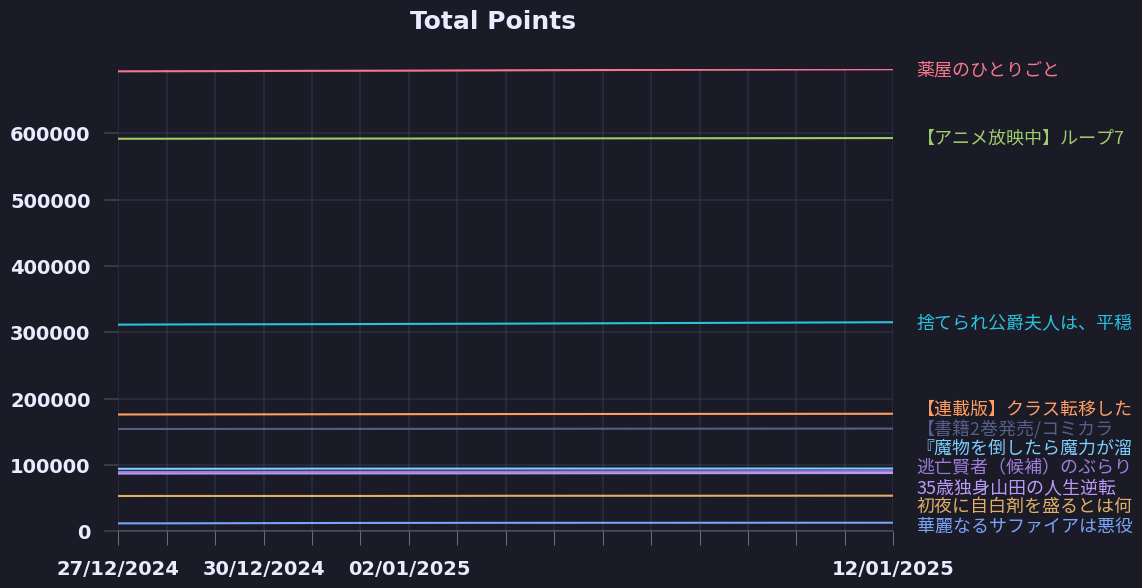 Total Points
薬屋のひとりごと
600000
【アニメ放映中】ループ7
500000
400000
300000
捨てられ公爵夫人は、平穏
200000
【連載版】クラス転移した
【書籍2巻発売/コミカラ
『魔物を倒したら魔力が溜
100000
逃亡賢者（候補）のぶらり
35歳独身山田の人生逆転
初夜に自白剤を盛るとは何
華麗なるサファイアは悪役
0
27/12/2024
30/12/2024
02/01/2025
12/01/2025